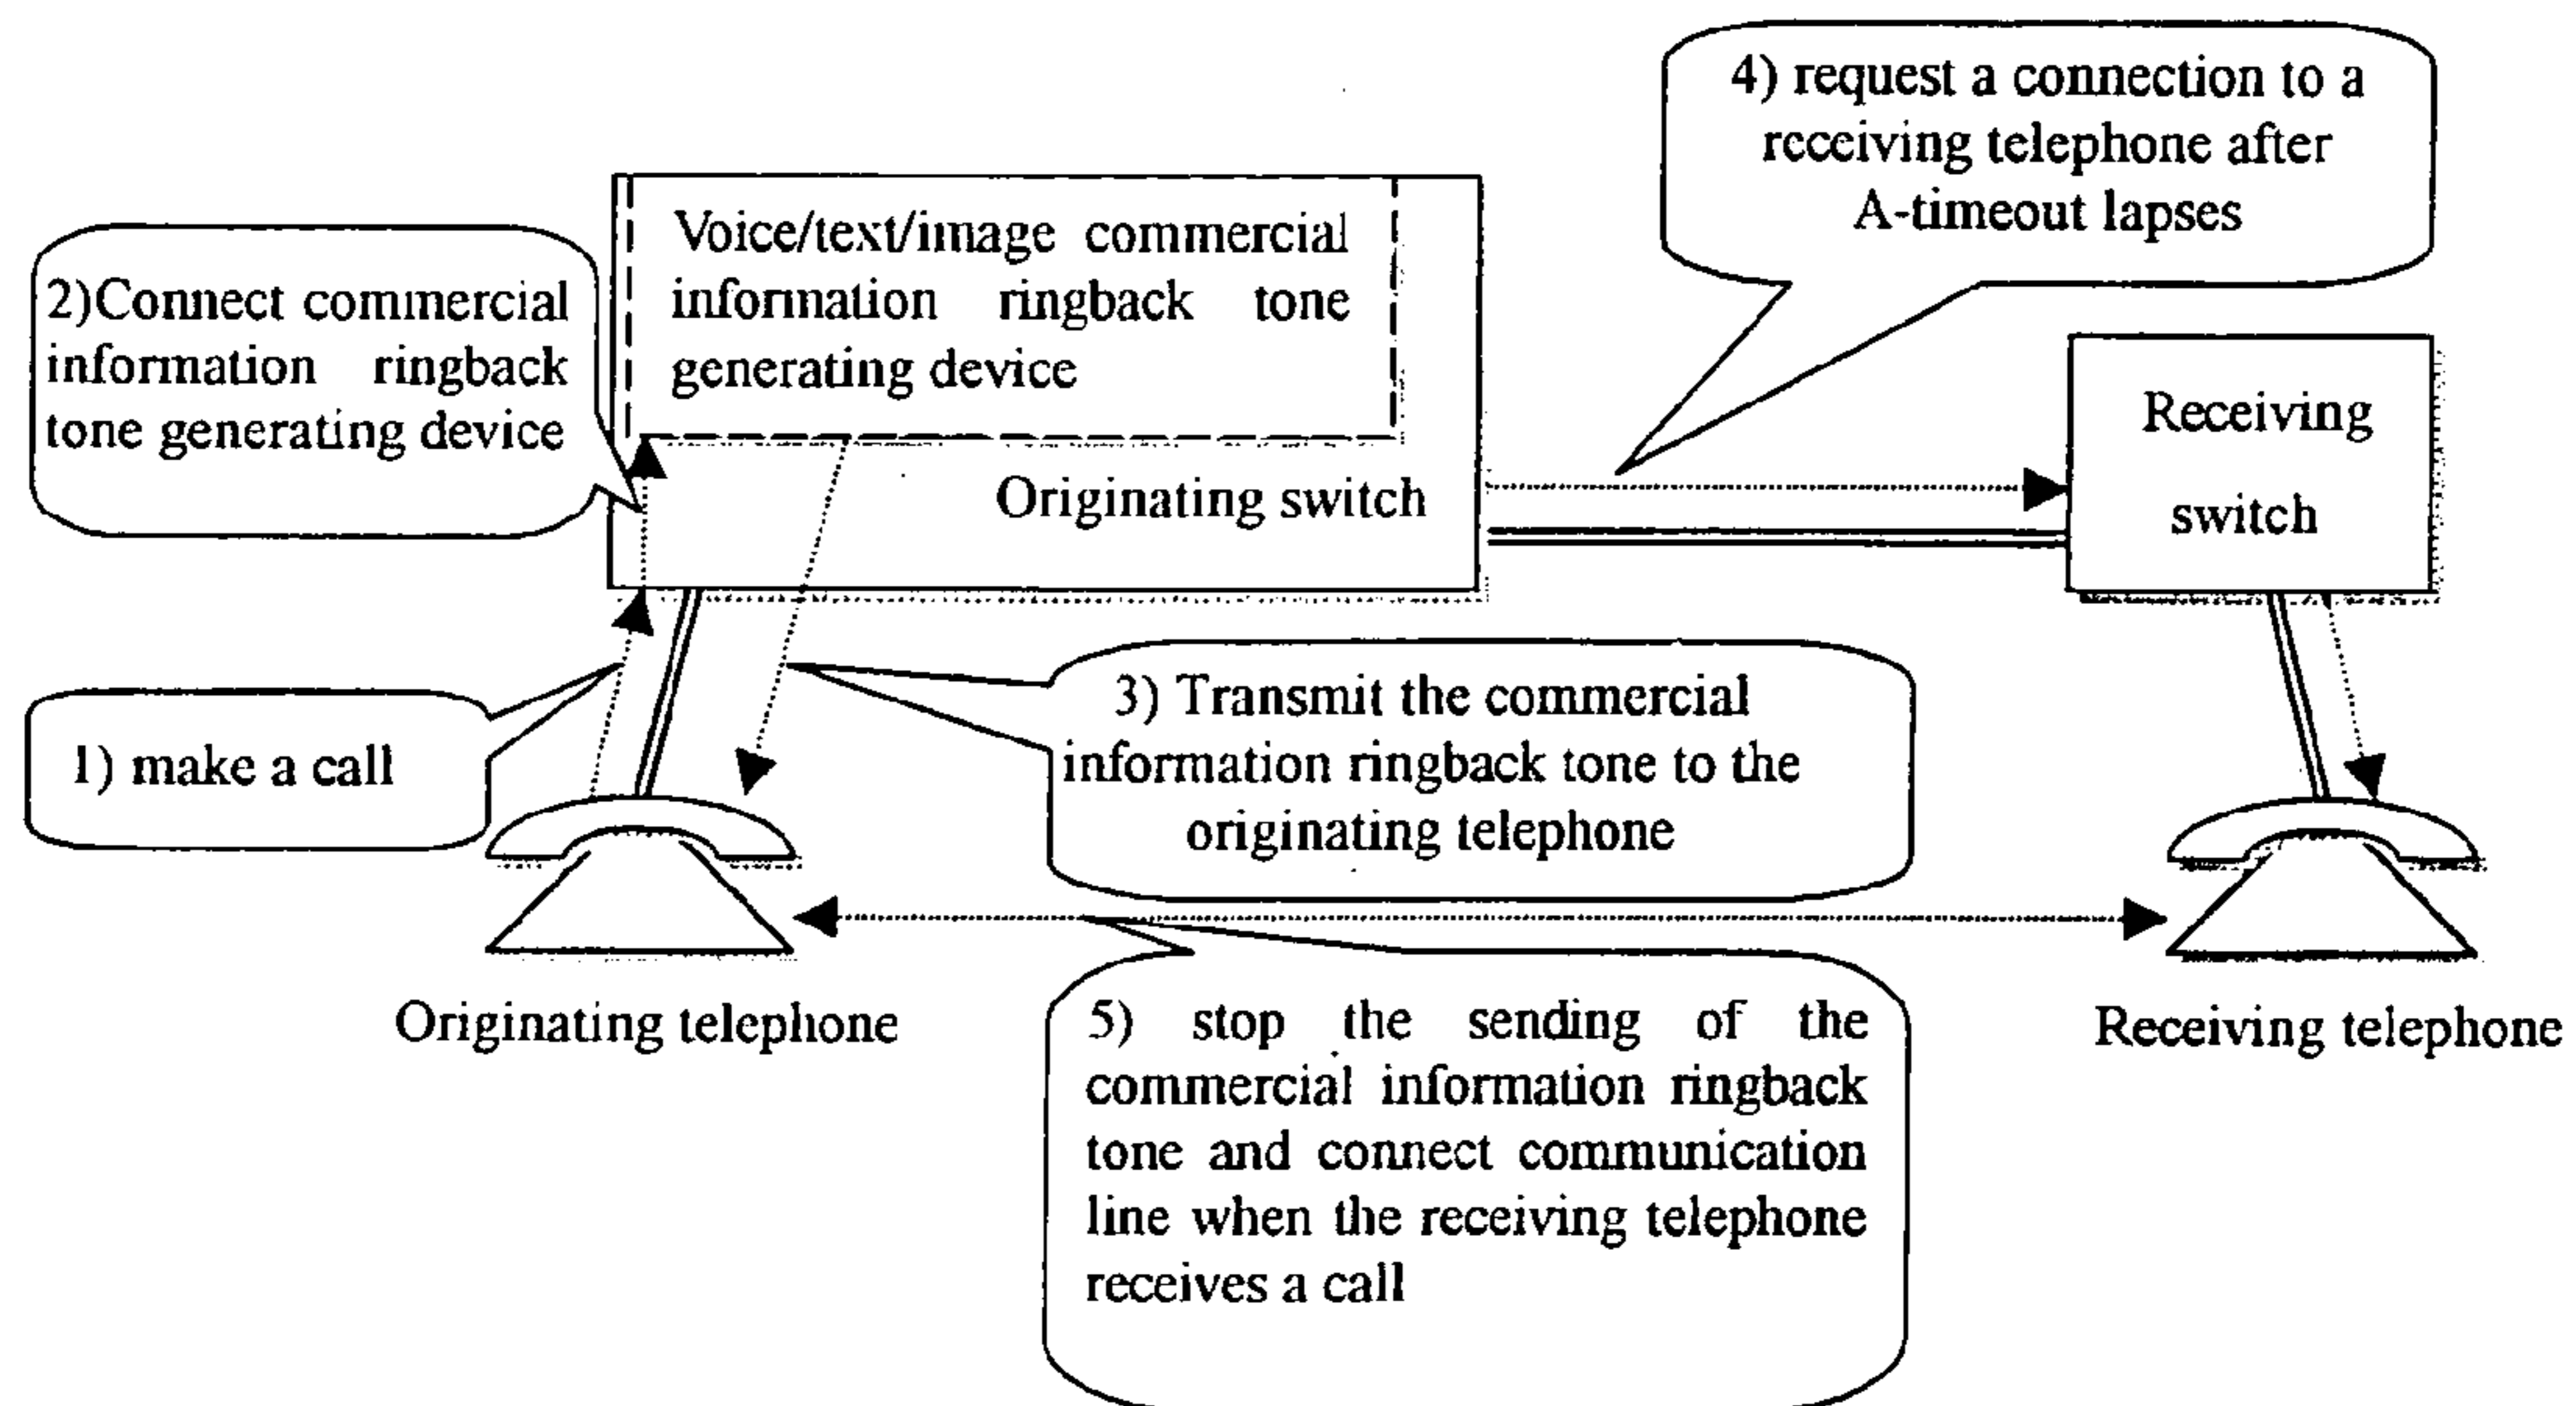 4) request a connection to a
receiving telephone after
A-timeout lapses
Voice/text/image commercial
information ringback tone
generating device
2)Connect commercial
information ringback
tone generating device
Originating switch
Receiving
switch
1) make a call
3) Transmit the commercial
information ringback tone to the
originating telephone
Originating telephone
Receiving telephone
5) stop the sending of the
commercial information ringback
tone and connect communication
line when the receiving telephone
receives a call